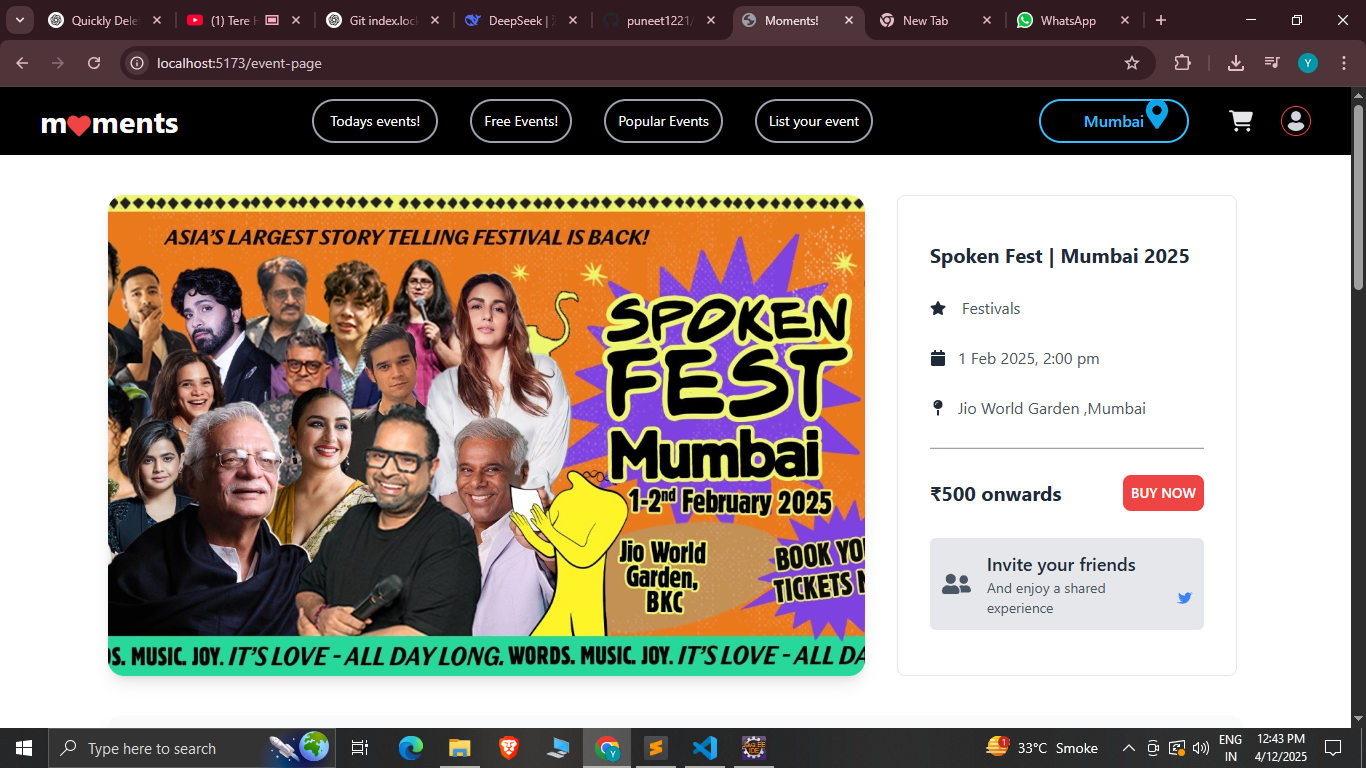 Quickly Delet
(1) Tere H
Git index.loc
DeepSeek |
puneet1221/
Moments!
New Tab
WhatsApp
localhost:5173/event-page
m❤ments
Todays events!
Free Events!
Popular Events
List your event
Mumbai
ASIA'S LARGEST STORY TELLING FESTIVAL IS BACK!
SPOKEN
FEST
Mumbai
1-2nd February 2025
Jio World
Garden,
BKC
BOOK YO
TICKETS N
S. MUSIC. JOY. IT'S LOVE - ALL DAY LONG. WORDS. MUSIC. JOY. IT'S LOVE - ALL DA
Spoken Fest | Mumbai 2025
Festivals
1 Feb 2025, 2:00 pm
Jio World Garden ,Mumbai
₹500 onwards
BUY NOW
Invite your friends
And enjoy a shared
experience
Type here to search
33°C Smoke
ENG
IN
12:43 PM
4/12/2025